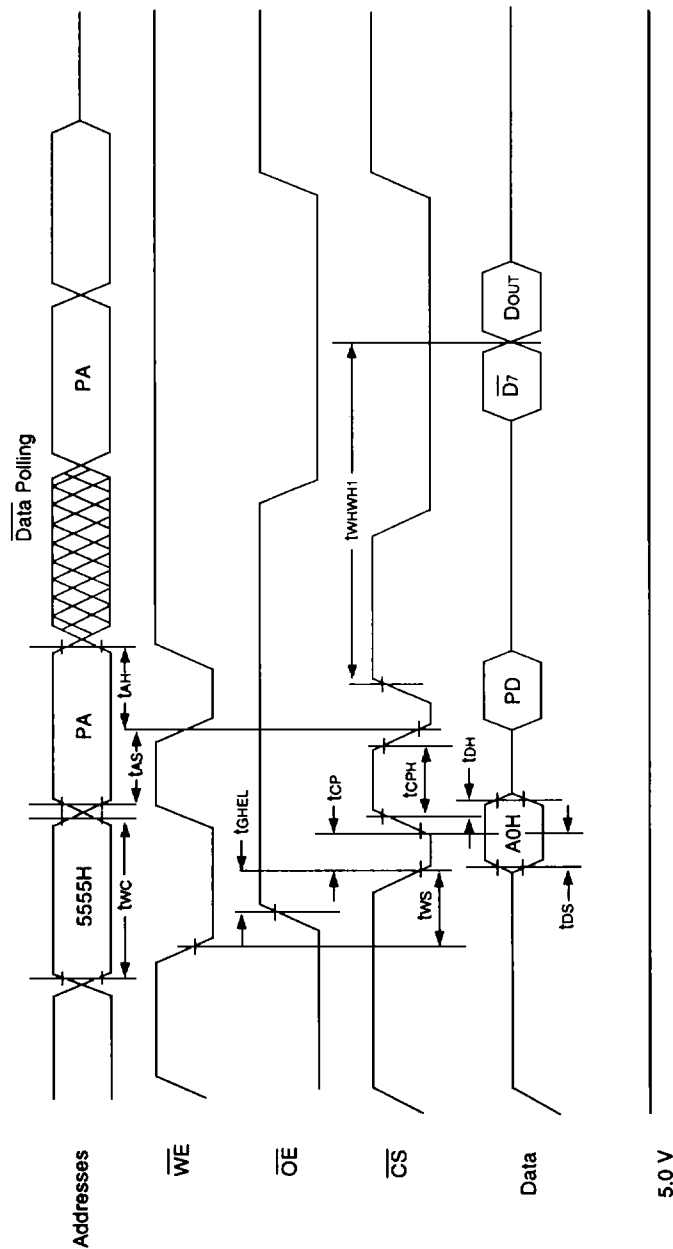 Data Polling
Addresses
5555H
PA
PA
tWC
tAS
tAH
WE
tGHEL
OE
tCP
tWHWH1
CS
tWS
tCPH
tDH
Data
A0H
PD
D7
DOUT
tDS
5.0 V